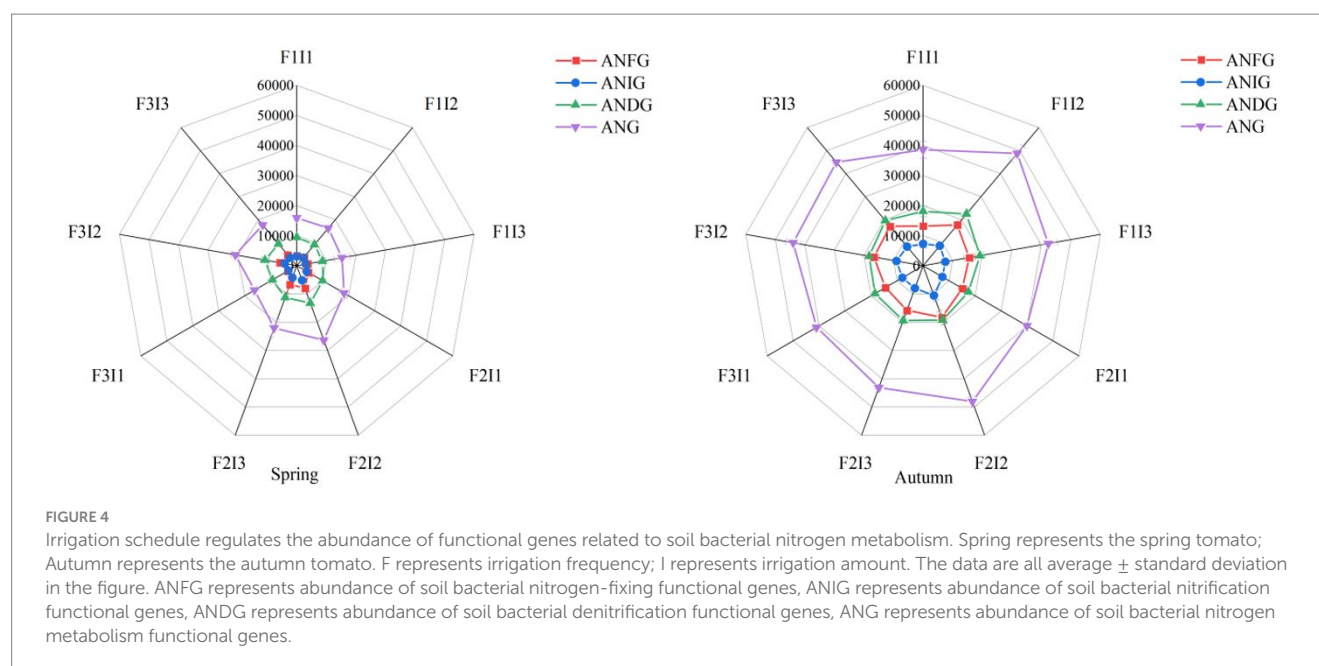 F1I1
60000
50000
40000
30000
20000
10000
0
F1I2
F1I3
F2I1
F2I2
F2I3
F3I1
F3I2
F3I3
ANFG
ANIG
ANDG
ANG
Spring
F1I1
60000
50000
40000
30000
20000
10000
0
F1I2
F1I3
F2I1
F2I2
F2I3
F3I1
F3I2
F3I3
ANFG
ANIG
ANDG
ANG
Autumn
FIGURE 4
Irrigation schedule regulates the abundance of functional genes related to soil bacterial nitrogen metabolism. Spring represents the spring tomato;
Autumn represents the autumn tomato. F represents irrigation frequency; I represents irrigation amount. The data are all average ± standard deviation
in the figure. ANFG represents abundance of soil bacterial nitrogen-fixing functional genes, ANIG represents abundance of soil bacterial nitrification
functional genes, ANDG represents abundance of soil bacterial denitrification functional genes, ANG represents abundance of soil bacterial nitrogen
metabolism functional genes.